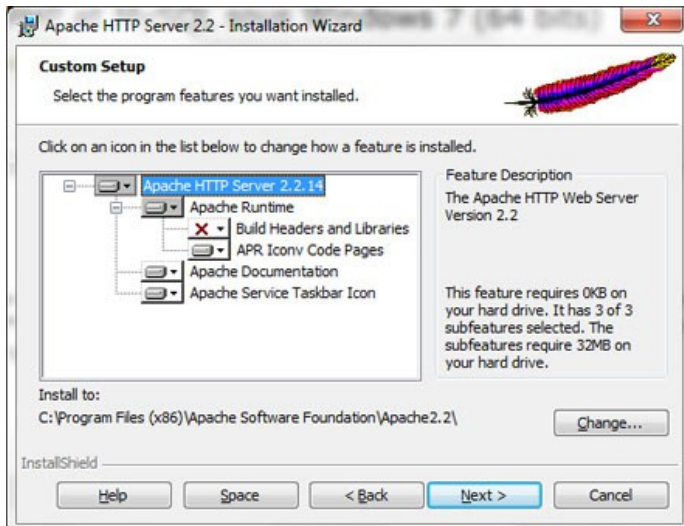 Apache HTTP Server 2.2 - Installation Wizard
Custom Setup
Select the program features you want installed.
Click on an icon in the list below to change how a feature is installed.
Apache HTTP Server 2.2.14
Apache Runtime
Build Headers and Libraries
APR Iconv Code Pages
Apache Documentation
Apache Service Taskbar Icon
Feature Description
The Apache HTTP Web Server
Version 2.2
This feature requires 0KB on
your hard drive. It has 3 of 3
subfeatures selected. The
subfeatures require 32MB on
your hard drive.
Install to:
C:\Program Files (x86)\Apache Software Foundation\Apache2.2\
Change...
InstallShield
Help
Space
< Back
Next >
Cancel